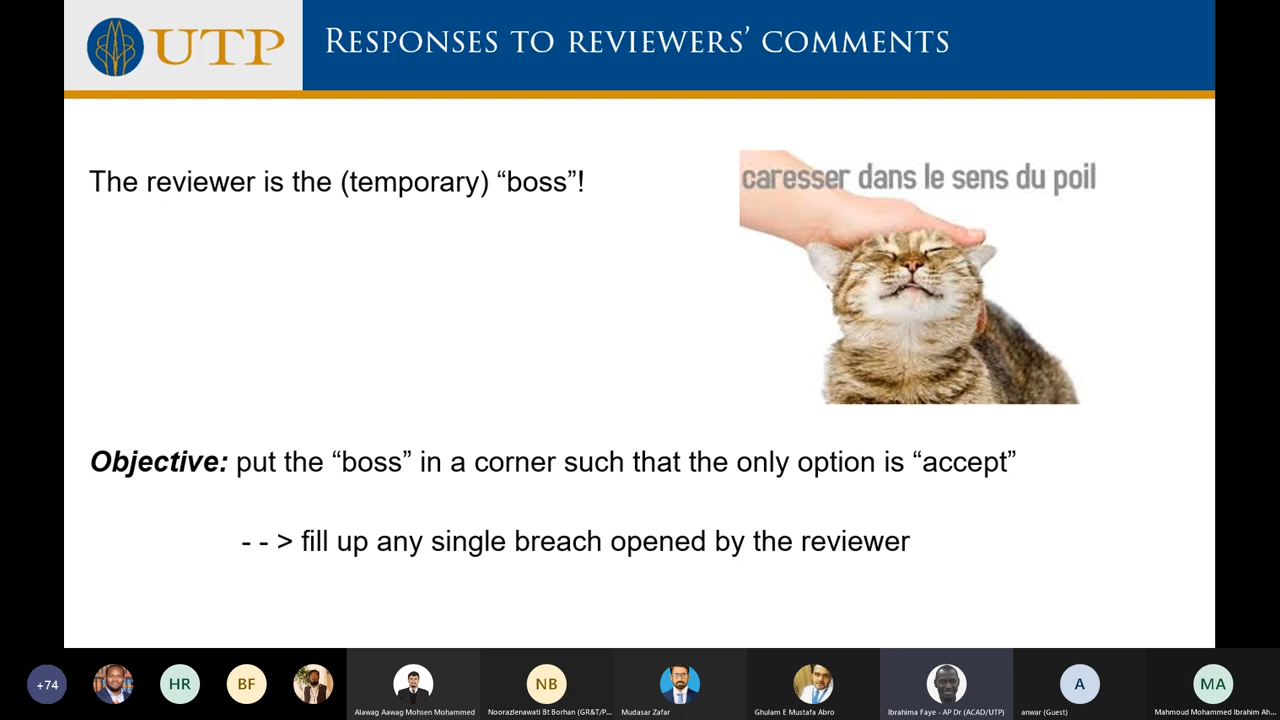 UTP
RESPONSES TO REVIEWERS' COMMENTS
The reviewer is the (temporary) “boss”!
caresser dans le sens du poil
Objective: put the “boss” in a corner such that the only option is “accept”
- - > fill up any single breach opened by the reviewer
+74
HR
BF
NB
A
MA
Alawag Aawag Mohsen Mohammed
Noorazlenawati Bt Borhan (GR&T/P...
Mudasar Zafar
Ghulam E Mustafa Abro
Ibrahima Faye - AP Dr (ACAD/UTP)
anwar (Guest)
Mahmoud Mohammed Ibrahim Ah...